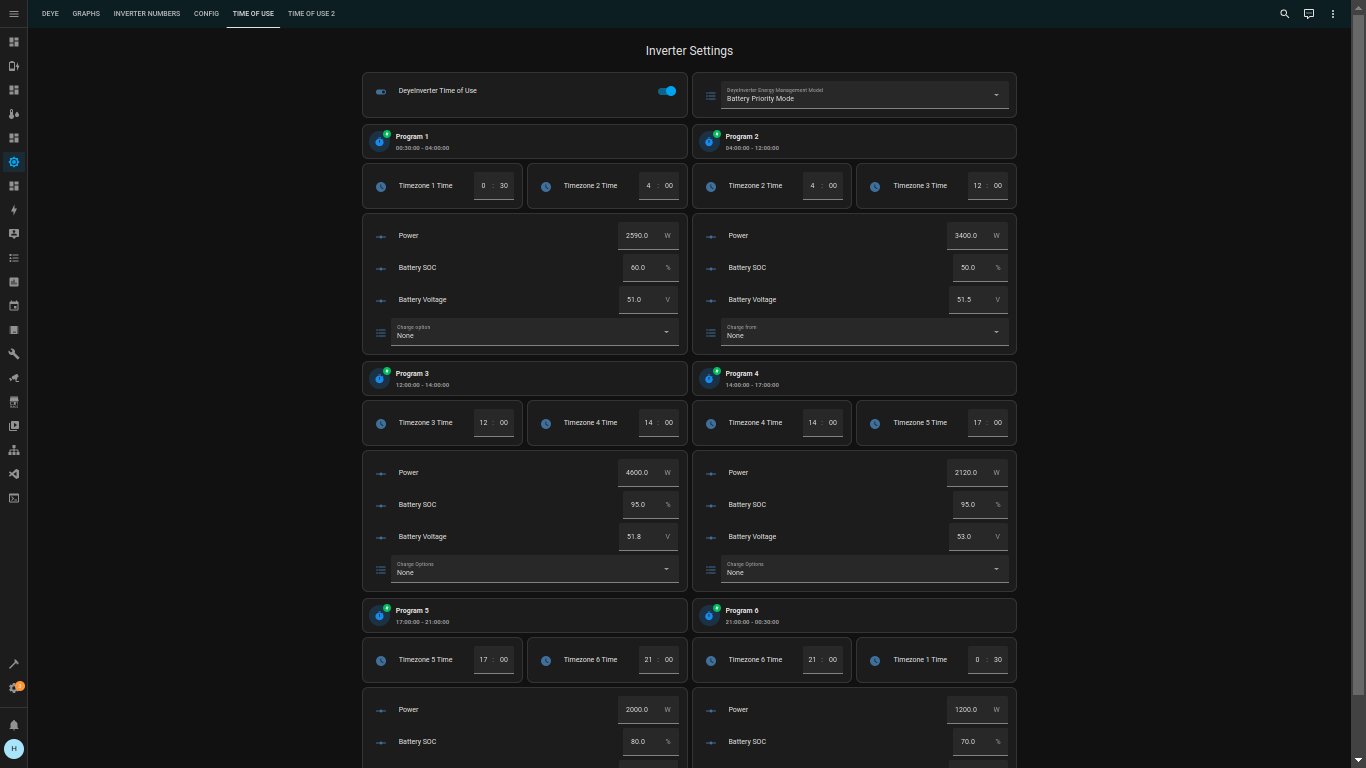 DEYE GRAPHS INVERTER NUMBERS CONFIG TIME OF USE TIME OF USE 2
Inverter Settings
DeyeInverter Time of Use
DeyeInverter Energy Management Model
Battery Priority Mode
Program 1
00:30:00 - 04:00:00
Program 2
04:00:00 - 12:00:00
Timezone 1 Time 0 : 30
Timezone 2 Time 4 : 00
Timezone 2 Time 4 : 00
Timezone 3 Time 12 : 00
Power 2590.0 W
Battery SOC 60.0 %
Battery Voltage 51.0 V
Charge option
None
Power 3400.0 W
Battery SOC 50.0 %
Battery Voltage 51.5 V
Charge from
None
Program 3
12:00:00 - 14:00:00
Program 4
14:00:00 - 17:00:00
Timezone 3 Time 12 : 00
Timezone 4 Time 14 : 00
Timezone 4 Time 14 : 00
Timezone 5 Time 17 : 00
Power 4600.0 W
Battery SOC 95.0 %
Battery Voltage 51.8 V
Charge Options
None
Power 2120.0 W
Battery SOC 95.0 %
Battery Voltage 53.0 V
Charge Options
None
Program 5
17:00:00 - 21:00:00
Program 6
21:00:00 - 00:30:00
Timezone 5 Time 17 : 00
Timezone 6 Time 21 : 00
Timezone 6 Time 21 : 00
Timezone 1 Time 0 : 30
Power 2000.0 W
Battery SOC 80.0 %
Power 1200.0 W
Battery SOC 70.0 %
H